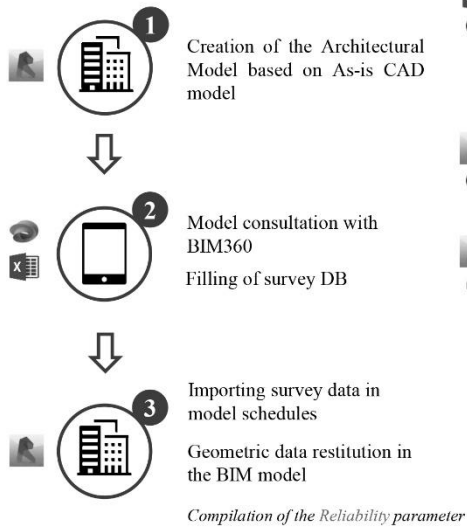 1
Creation of the Architectural
Model based on As-is CAD
model
2
Model consultation with
BIM360
Filling of survey DB
3
Importing survey data in
model schedules
Geometric data restitution in
the BIM model
Compilation of the Reliability parameter